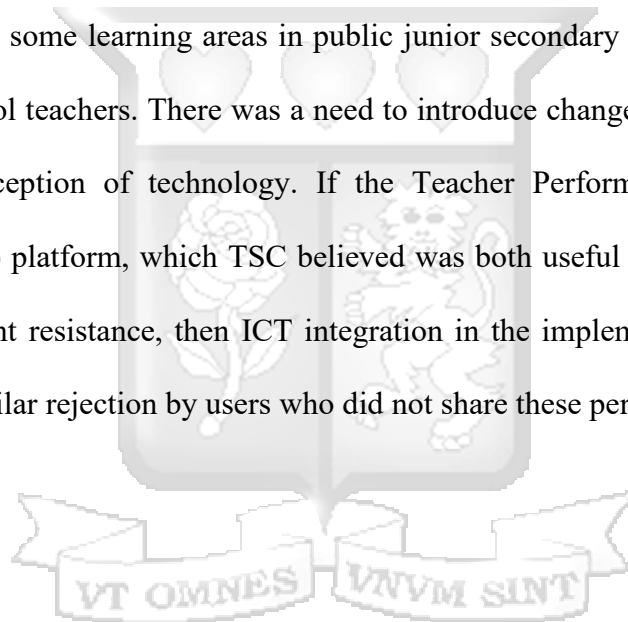 some learning areas in public junior secondary
ol teachers. There was a need to introduce change
ception of technology. If the Teacher Perform
platform, which TSC believed was both useful
nt resistance, then ICT integration in the implen
ilar rejection by users who did not share these per
VT OMNES VNVM SINT